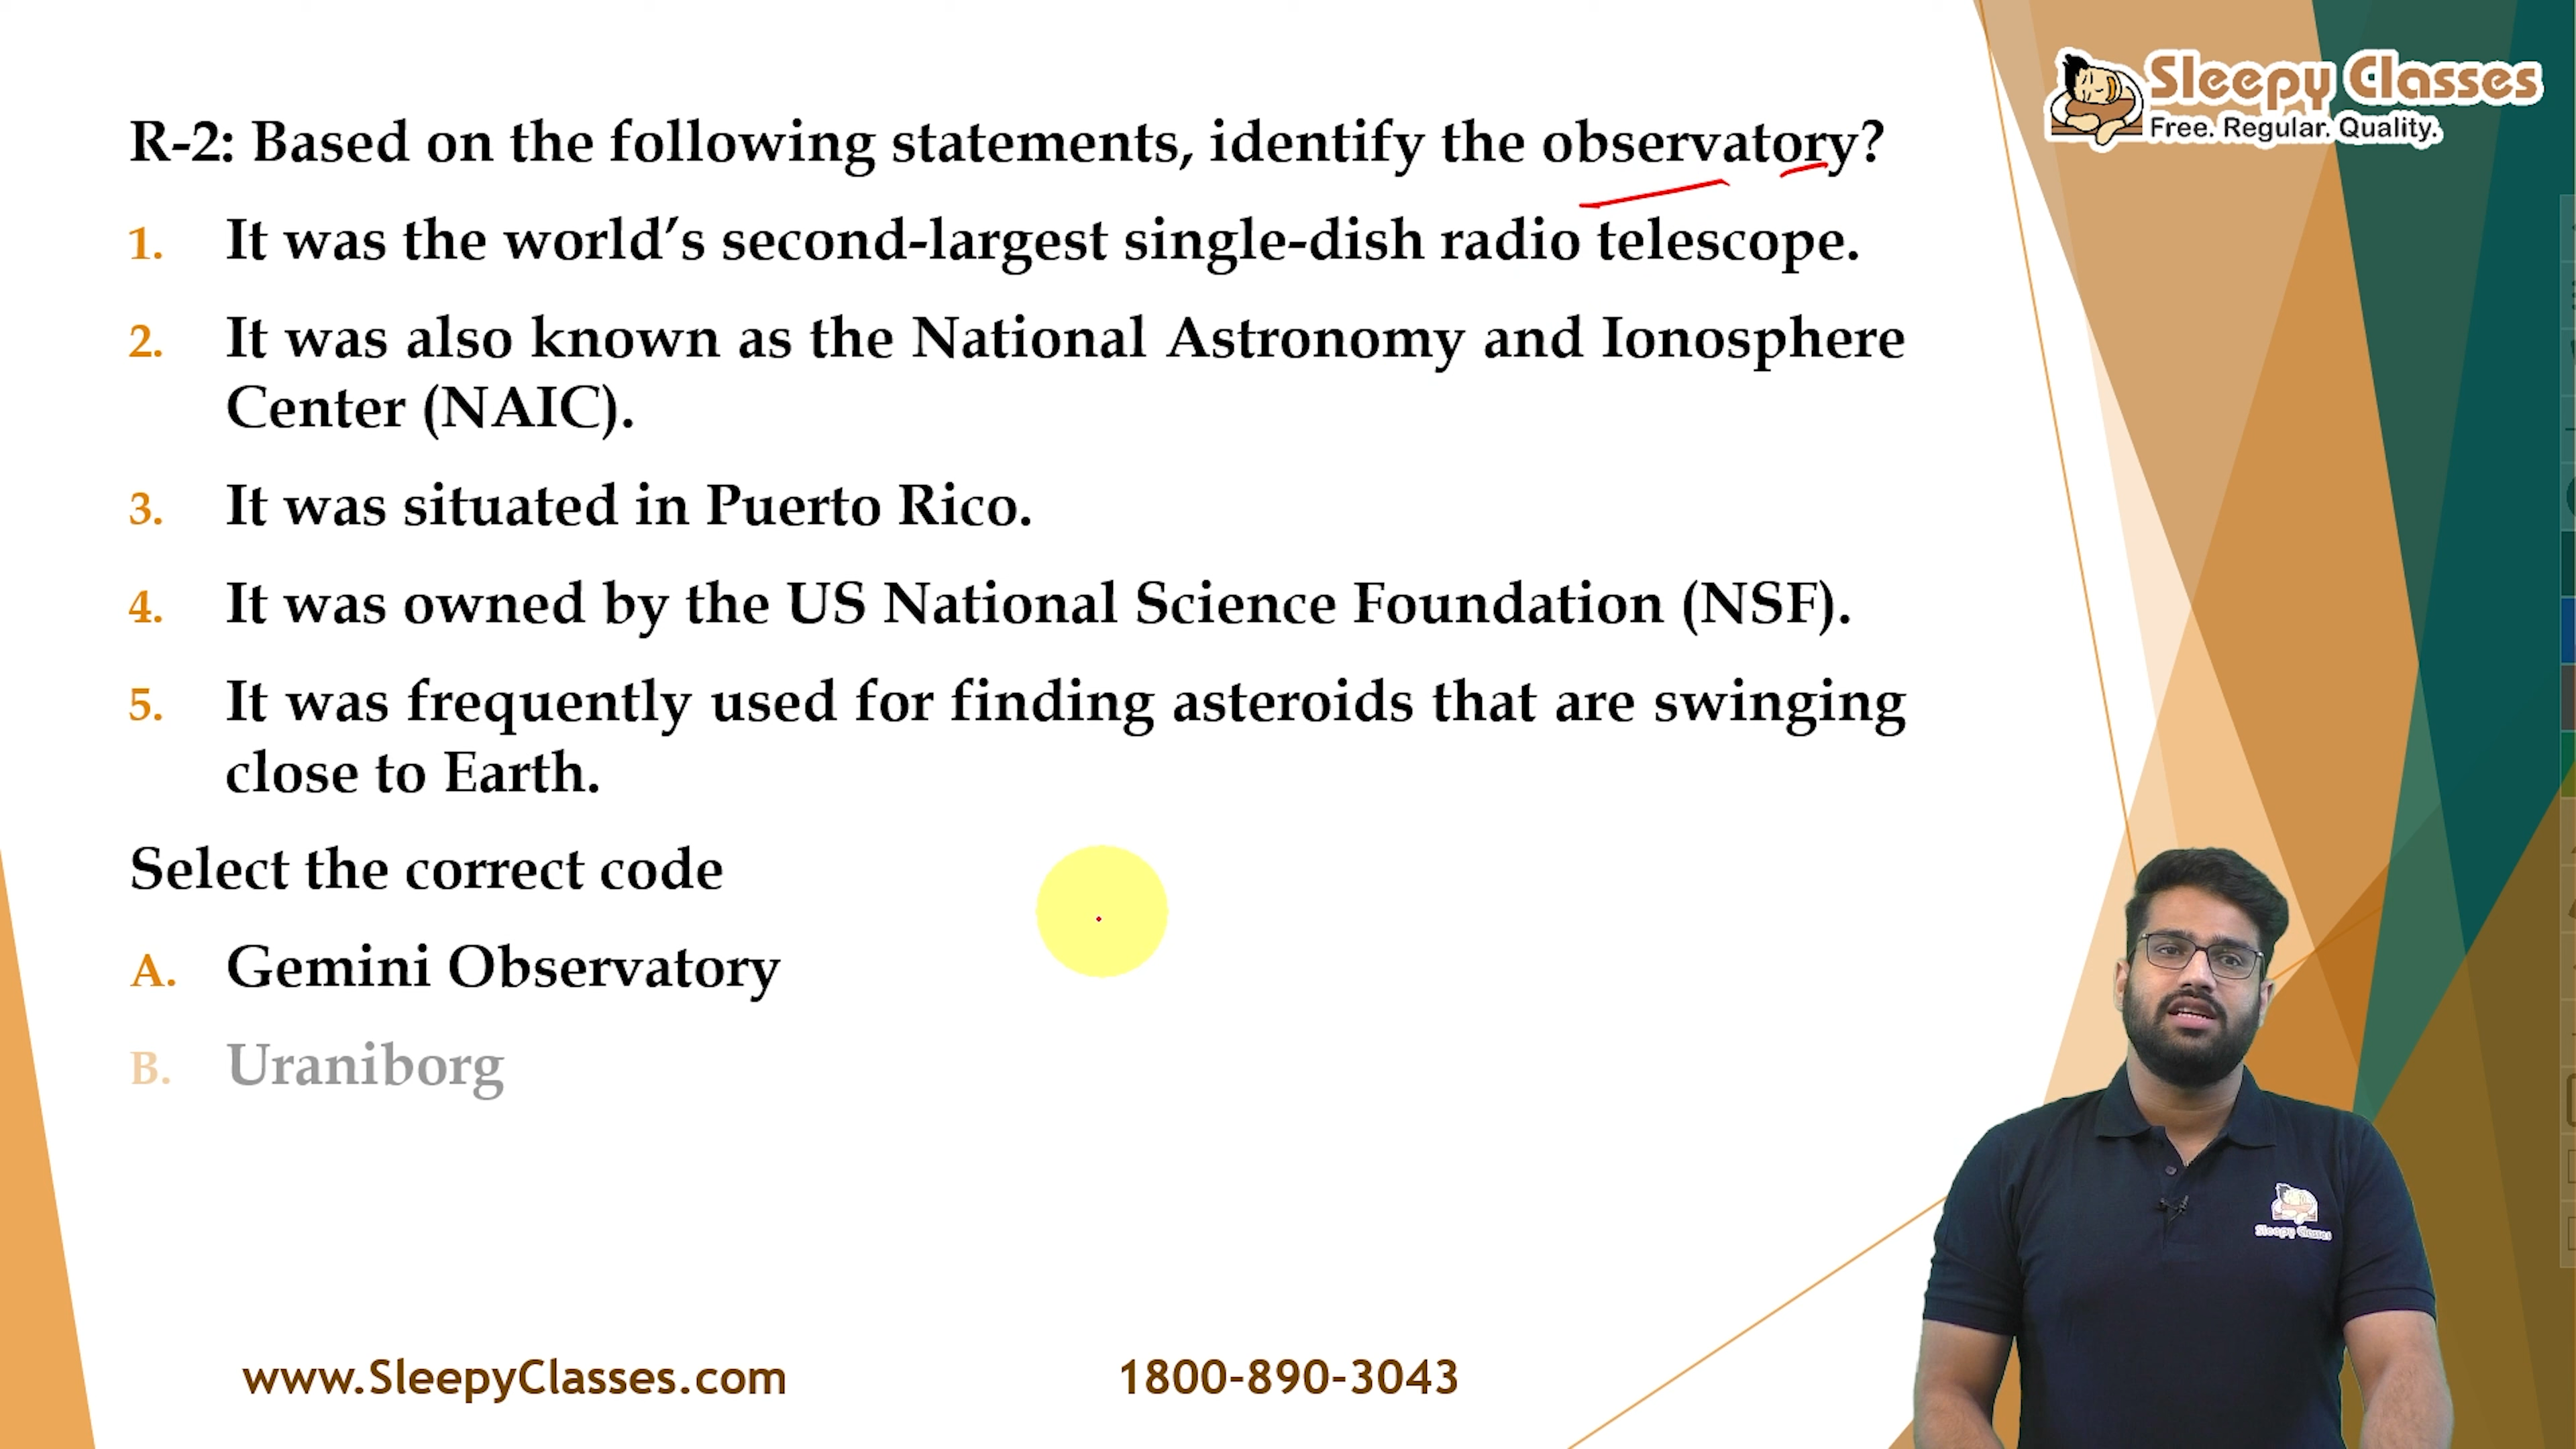 Sleepy Classes
Free. Regular. Quality.
R-2: Based on the following statements, identify the observatory?
1. It was the world’s second-largest single-dish radio telescope.
2. It was also known as the National Astronomy and Ionosphere
Center (NAIC).
3. It was situated in Puerto Rico.
4. It was owned by the US National Science Foundation (NSF).
5. It was frequently used for finding asteroids that are swinging
close to Earth.
Select the correct code
A. Gemini Observatory
B. Uraniborg
Sleepy Classes
www.SleepyClasses.com 1800-890-3043